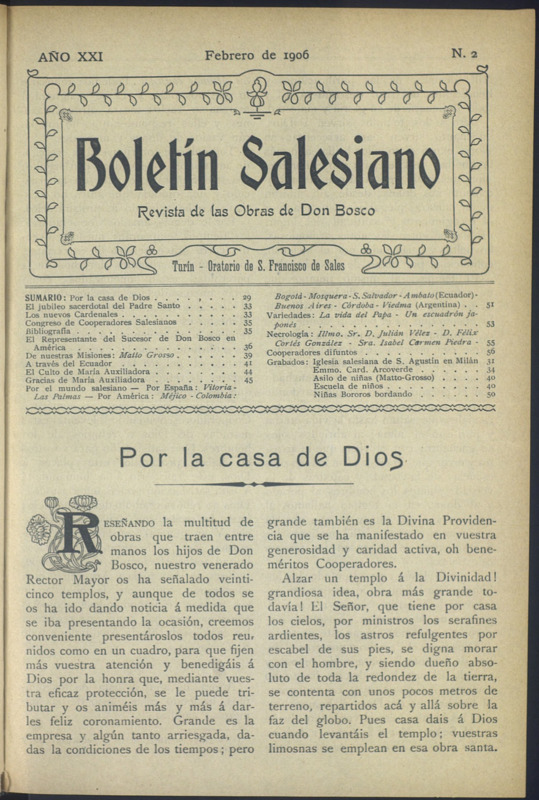 AÑO XXI Febrero de 1906 N. 2
Boletín Salesiano
Revista de las Obras de Don Bosco
Turín - Oratorio de S. Francisco de Sales
SUMARIO: Por la casa de Dios . . . . . . 29
El jubileo sacerdotal del Padre Santo . . . . . 33
Los nuevos Cardenales . . . . . . . . 33
Congreso de Cooperadores Salesianos . . . . 35
Bibliografía . . . . . . . . . . . 35
El Representante del Sucesor de Don Bosco en
América . . . . . . . . . . . . 36
De nuestras Misiones: Matto Grosso . . . . . 39
A través del Ecuador . . . . . . . . 41
El Culto de María Auxiliadora . . . . . . 44
Gracias de María Auxiliadora . . . . . . 45
Por el mundo salesiano — Por España: Vitoria -
Las Palmas — Por América: Méjico - Colombia:
Bogotá - Mosquera - S. Salvador - Ambato (Ecuador) -
Buenos Aires - Córdoba - Viedma (Argentina) . . 51
Variedades: La vida del Papa - Un escuadrón ja-
ponés . . . . . . . . . . . . 53
Necrología: Illmo. Sr. D. Julián Vélez - D. Félix
Cortés González - Sra. Isabel Carmen Piedra - 55
Cooperadores difuntos . . . . . . . . 56
Grabados: Iglesia salesiana de S. Agustín en Milán 31
Emmo. Card. Arcoverde . . . . . 34
Asilo de niñas (Matto-Grosso) . . . . 40
Escuela de niños . . . . . . . . 40
Niñas Bororos bordando . . . . . . 50
Por la casa de Dios
RESEÑANDO la multitud de
obras que traen entre
manos los hijos de Don
Bosco, nuestro venerado
Rector Mayor os ha señalado veinti-
cinco templos, y aunque de todos se
os ha ido dando noticia á medida que
se iba presentando la ocasión, creemos
conveniente presentároslos todos reu-
nidos como en un cuadro, para que fijen
más vuestra atención y benedigáis á
Dios por la honra que, mediante vues-
tra eficaz protección, se le puede tri-
butar y os animéis más y más á dar-
les feliz coronamiento. Grande es la
empresa y algún tanto arriesgada, da-
das la condiciones de los tiempos; pero
grande también es la Divina Providen-
cia que se ha manifestado en vuestra
generosidad y caridad activa, oh bene-
méritos Cooperadores.
Alzar un templo á la Divinidad!
grandiosa idea, obra más grande to-
davía! El Señor, que tiene por casa
los cielos, por ministros los serafines
ardientes, los astros refulgentes por
escabel de sus pies, se digna morar
con el hombre, y siendo dueño abso-
luto de toda la redondez de la tierra,
se contenta con unos pocos metros de
terreno, repartidos acá y allá sobre la
faz del globo. Pues casa dais á Dios
cuando levantáis el templo; vuestras
limosnas se emplean en esa obra santa.